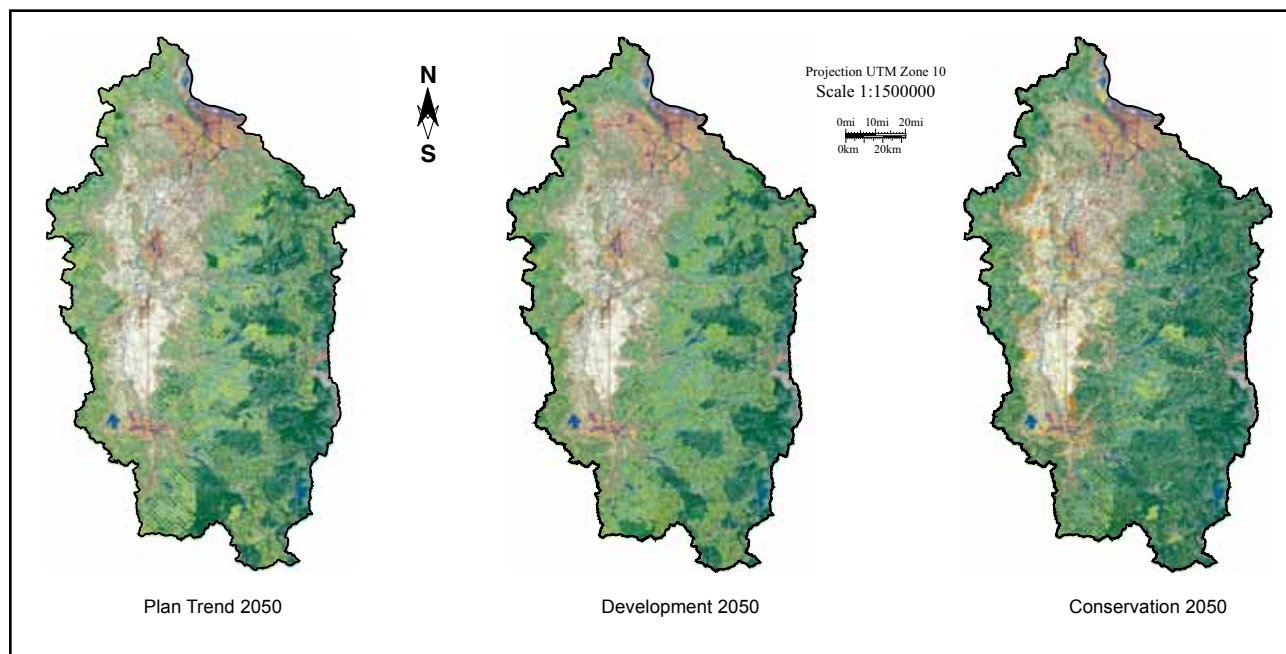 N
S
Projection UTM Zone 10
Scale 1:1500000
0mi 10mi 20mi
0km 20km
Plan Trend 2050
Development 2050
Conservation 2050